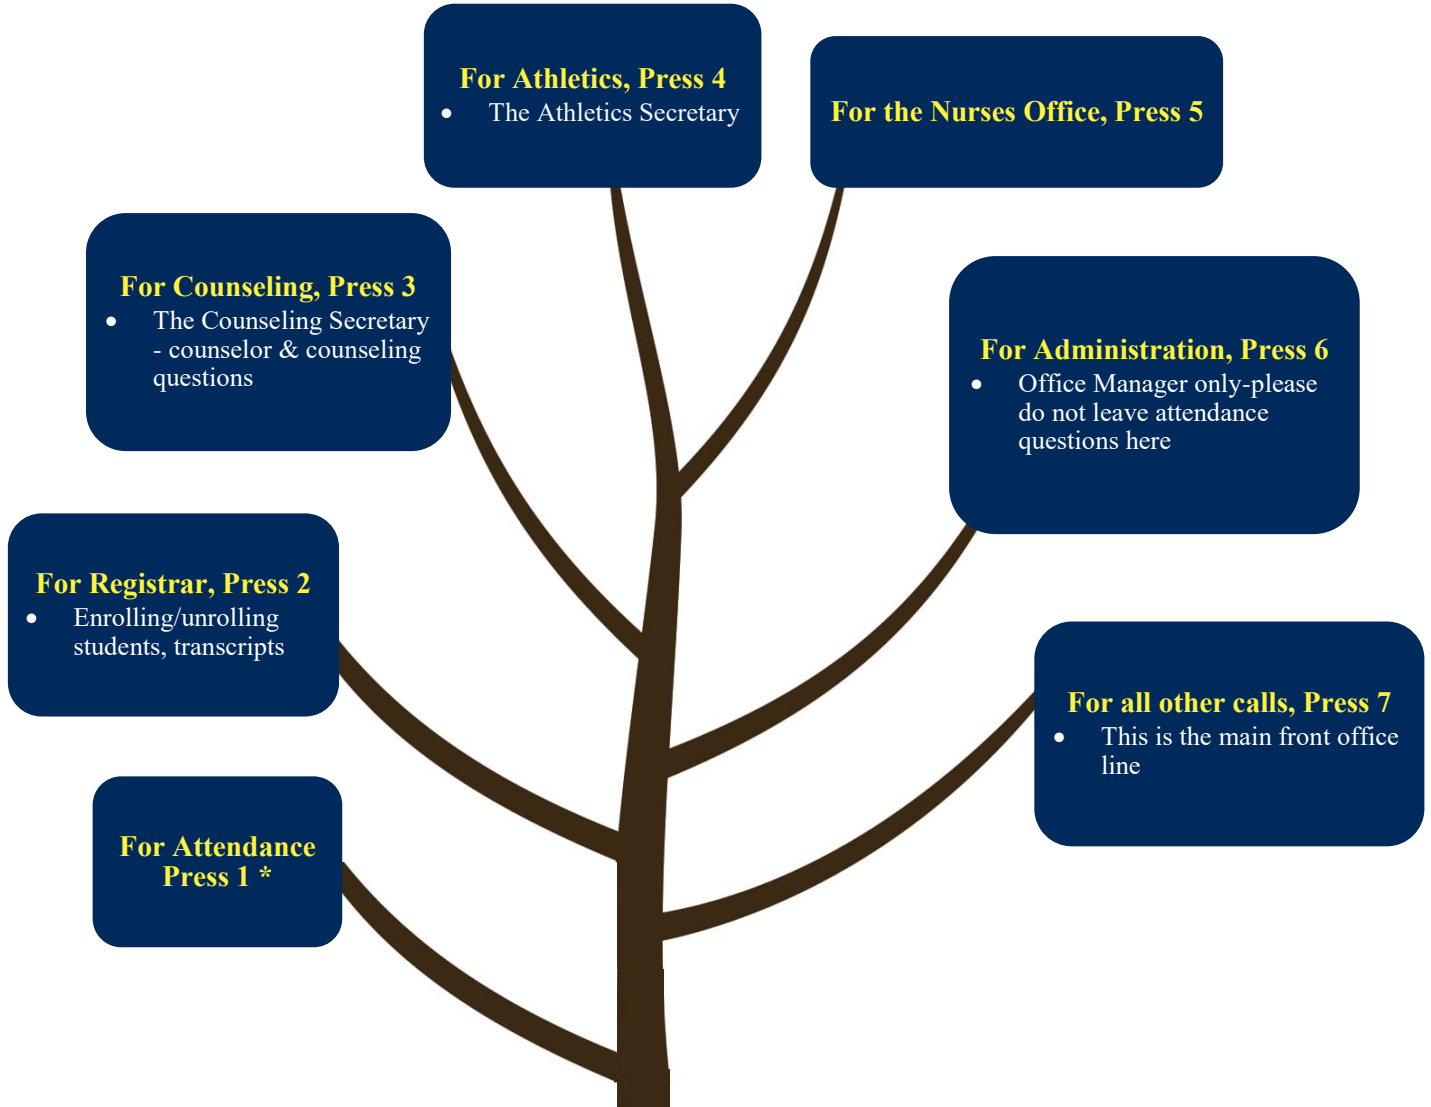 For Athletics, Press 4
• The Athletics Secretary
For the Nurses Office, Press 5
For Counseling, Press 3
• The Counseling Secretary
- counselor & counseling
questions
For Administration, Press 6
• Office Manager only-please
do not leave attendance
questions here
For Registrar, Press 2
• Enrolling/unrolling
students, transcripts
For all other calls, Press 7
• This is the main front office
line
For Attendance
Press 1 *